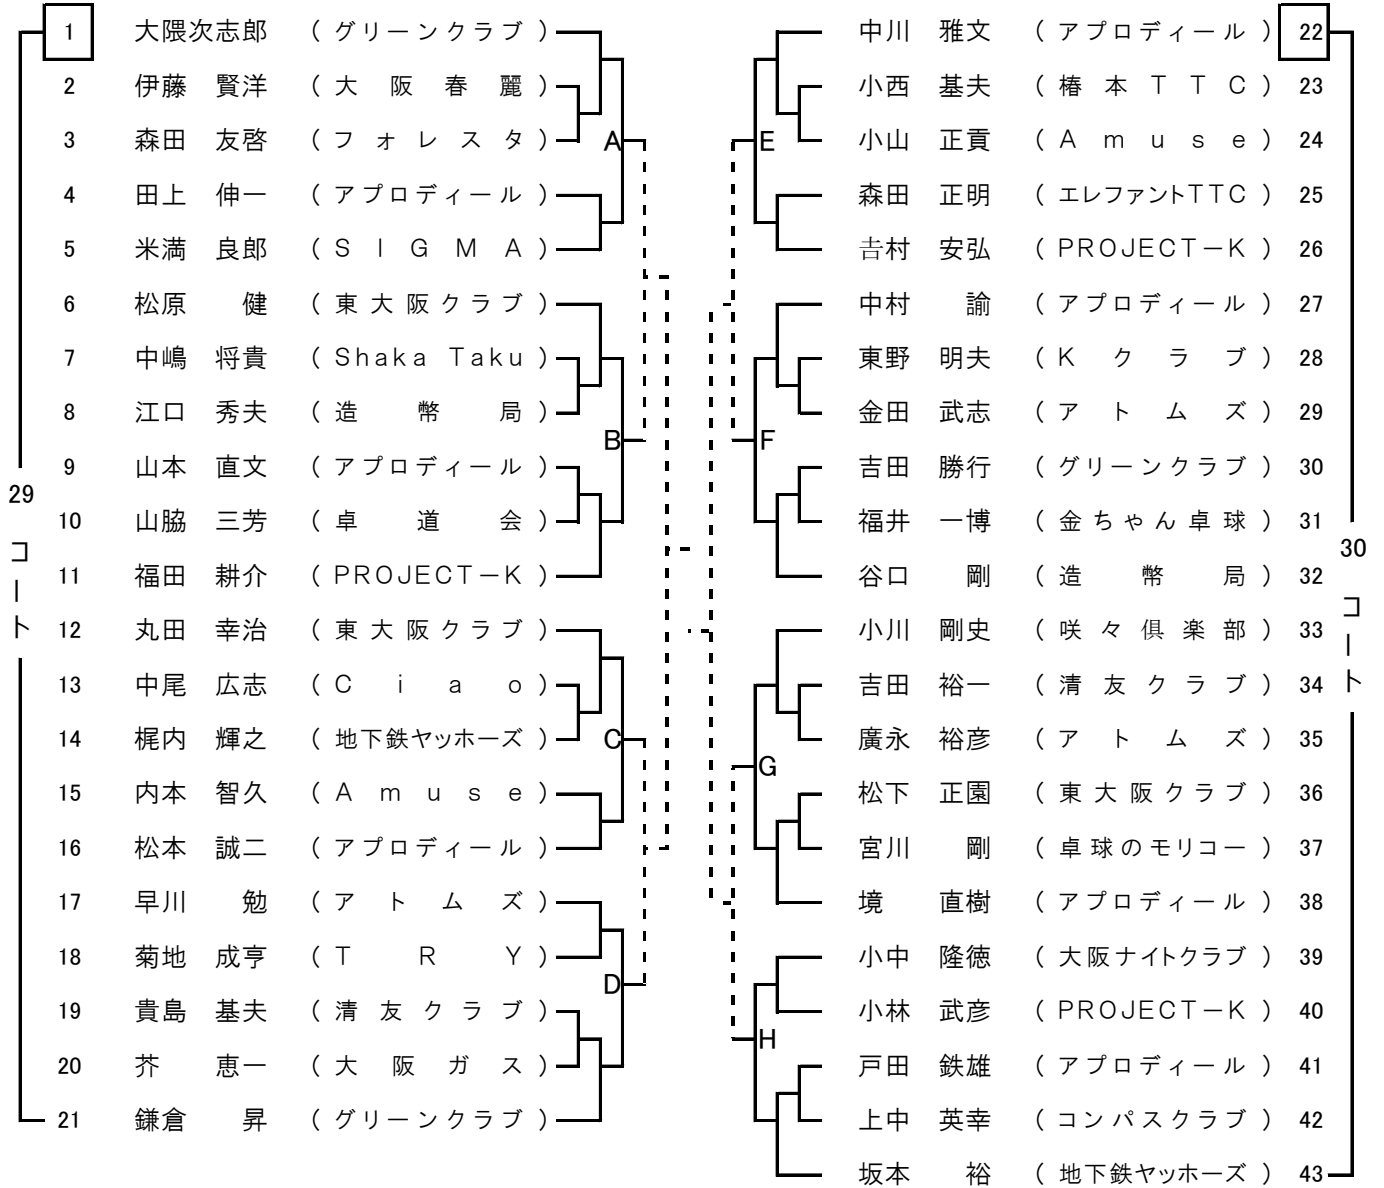 1 大隈次志郎 (グリーンクラブ)
2 伊藤 賢洋 (大阪春麗)
3 森田 友啓 (フォレスタ)
4 田上 伸一 (アプロディール)
5 米満 良郎 (SIGMA)
6 松原 健 (東大阪クラブ)
7 中嶋 将貴 (Shaka Taku)
8 江口 秀夫 (造幣局)
9 山本 直文 (アプロディール)
10 山脇 三芳 (卓道会)
11 福田 耕介 (PROJECT－K)
12 丸田 幸治 (東大阪クラブ)
13 中尾 広志 (Ciao)
14 梶内 輝之 (地下鉄ヤッホーズ)
15 内本 智久 (Amuse)
16 松本 誠二 (アプロディール)
17 早川 勉 (アトムズ)
18 菊地 成亨 (TRY)
19 貴島 基夫 (清友クラブ)
20 芥 恵一 (大阪ガス)
21 鎌倉 昇 (グリーンクラブ)
29コート
A
B
C
D
E
F
G
H
中川 雅文 (アプロディール) 22
小西 基夫 (椿本TTC) 23
小山 正貢 (Amuse) 24
森田 正明 (エレファントTTC) 25
𠮷村 安弘 (PROJECT－K) 26
中村 諭 (アプロディール) 27
東野 明夫 (Kクラブ) 28
金田 武志 (アトムズ) 29
吉田 勝行 (グリーンクラブ) 30
福井 一博 (金ちゃん卓球) 31
谷口 剛 (造幣局) 32
小川 剛史 (咲々倶楽部) 33
吉田 裕一 (清友クラブ) 34
廣永 裕彦 (アトムズ) 35
松下 正園 (東大阪クラブ) 36
宮川 剛 (卓球のモリコー) 37
境 直樹 (アプロディール) 38
小中 隆徳 (大阪ナイトクラブ) 39
小林 武彦 (PROJECT－K) 40
戸田 鉄雄 (アプロディール) 41
上中 英幸 (コンパスクラブ) 42
坂本 裕 (地下鉄ヤッホーズ) 43
30コート